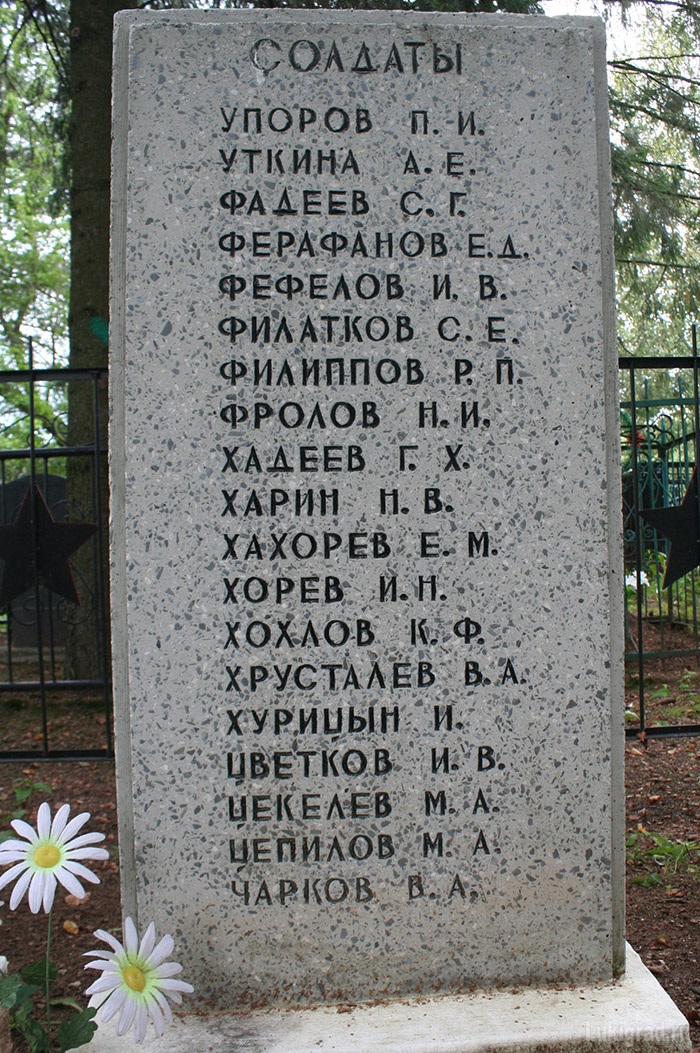 СОЛДАТЫ
УПОРОВ П. И.
УТКИНА А. Е.
ФАДЕЕВ С. Г.
ФЕРАФАНОВ Е. Д.
ФЕФЕЛОВ И. В.
ФИЛАТКОВ С. Е.
ФИЛИППОВ Р. П.
ФРОЛОВ Н. И.
ХАДЕЕВ Г. Х.
ХАРИН Н. В.
ХАХОРЕВ Е. М.
ХОРЕВ И. Н.
ХОХЛОВ К. Ф.
ХРУСТАЛЕВ В. А.
ХУРИЦЫН И.
ЦВЕТКОВ И. В.
ЦЕКЕЛЕВ М. А.
ЦЕПИЛОВ М. А.
ЧАРКОВ В. А.